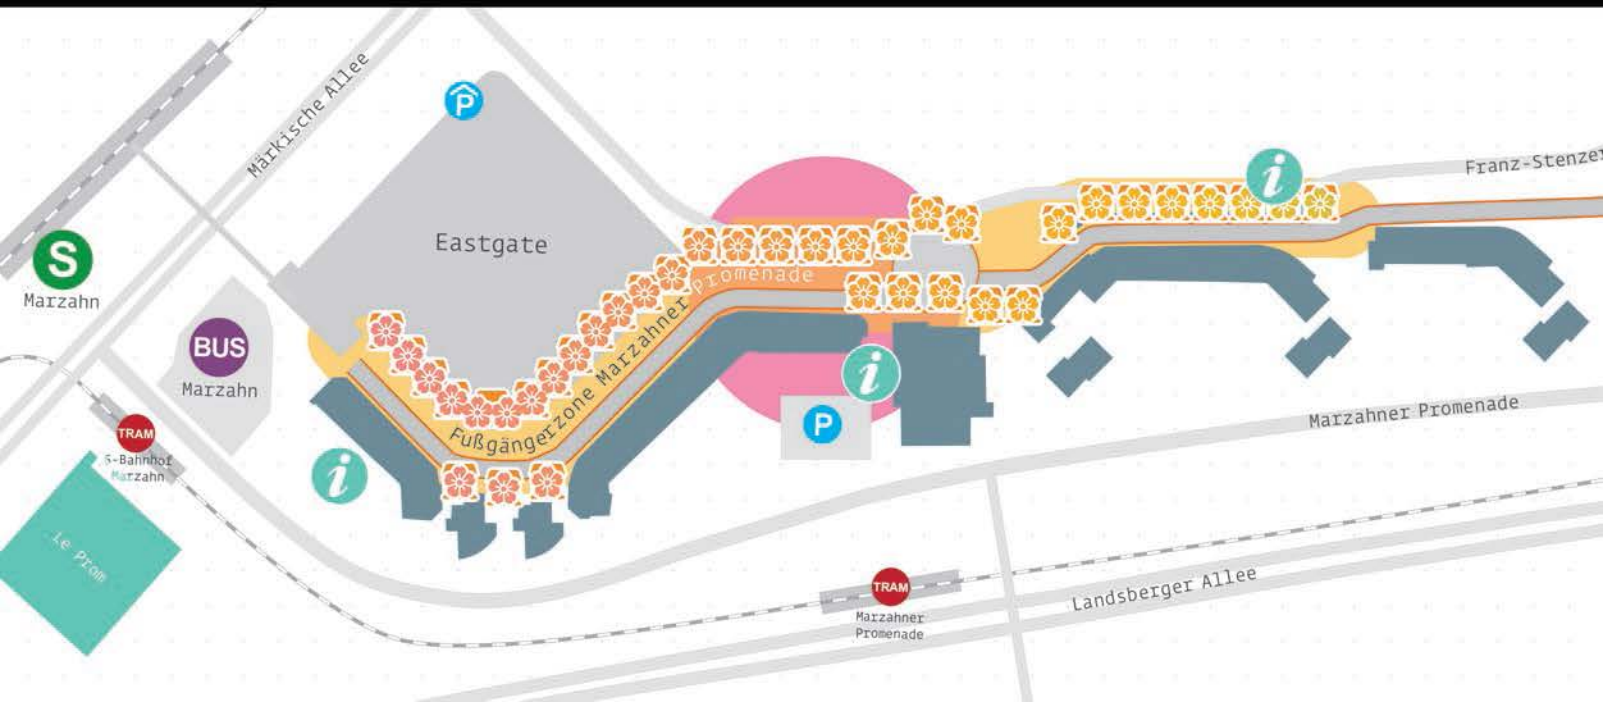 Märkische Allee
P
Franz-Stenzer
i
S
Marzahn
Eastgate
Fußgängerzone Marzahner Promenade
BUS
Marzahn
i
P
TRAM
S-Bahnhof
Marzahn
i
Marzahner Promenade
Le Prom
TRAM
Marzahner
Promenade
Landsberger Allee